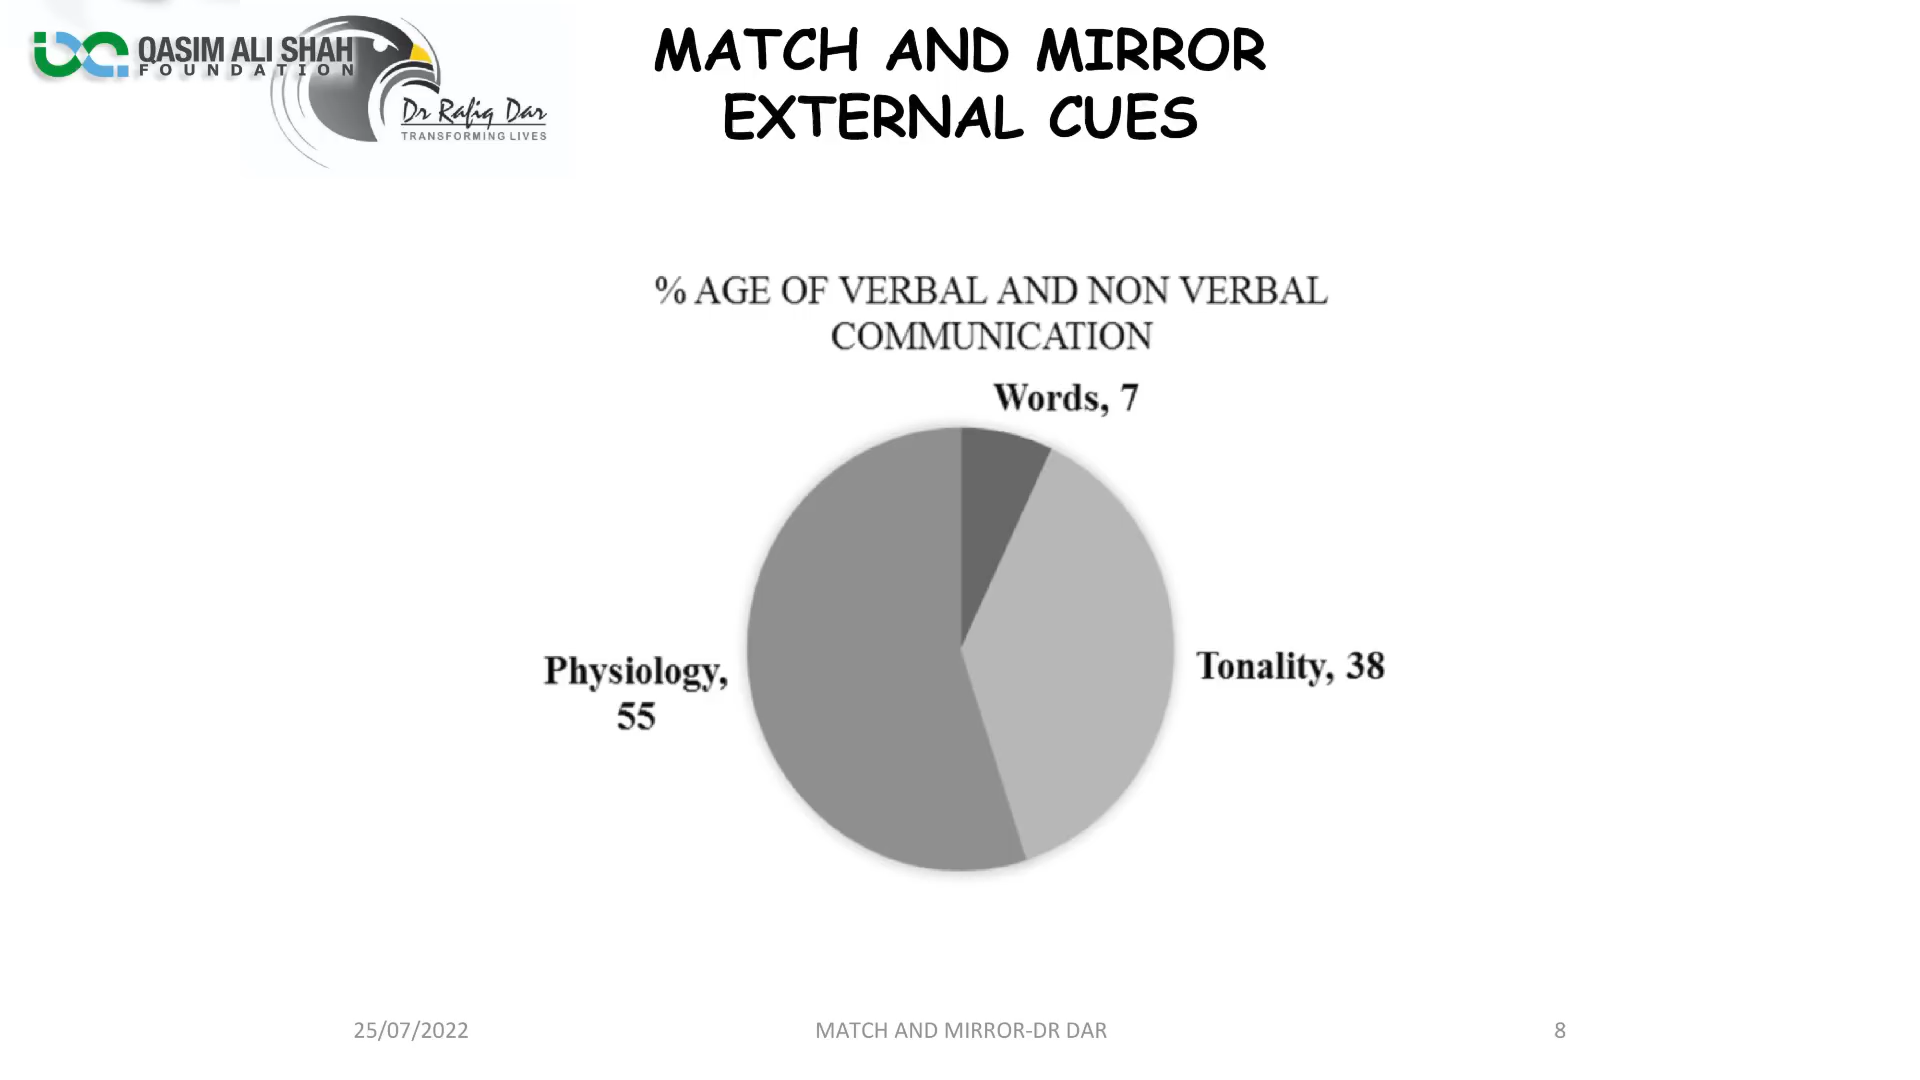 QASIM ALI SHAH
FOUNDATION
Dr Rafiq Dar
TRANSFORMING LIVES
MATCH AND MIRROR
EXTERNAL CUES
% AGE OF VERBAL AND NON VERBAL
COMMUNICATION
Words, 7
Tonality, 38
Physiology,
55
25/07/2022
MATCH AND MIRROR-DR DAR
8